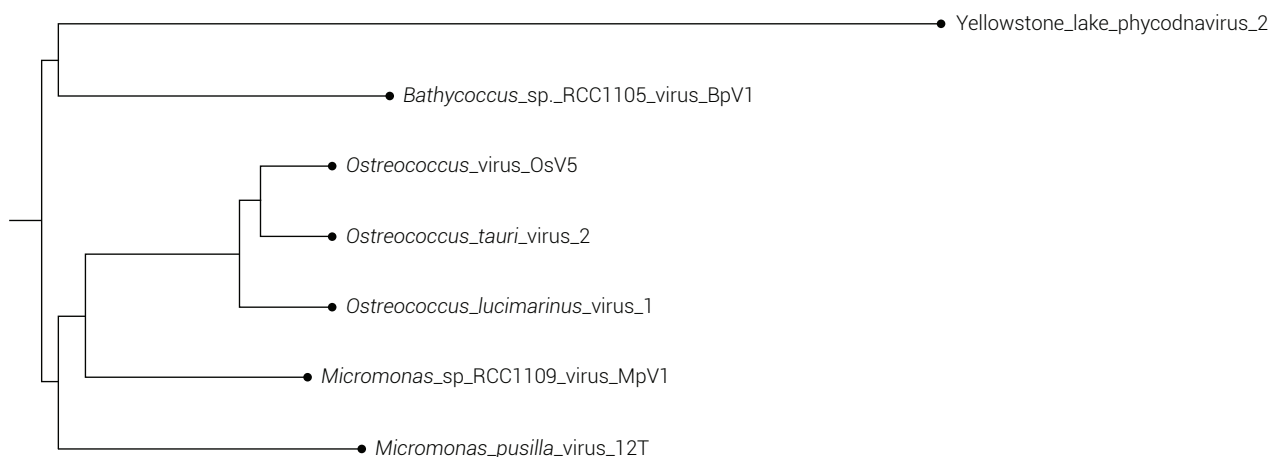 Yellowstone_lake_phycodnavirus_2
Bathycoccus_sp._RCC1105_virus_BpV1
Ostreococcus_virus_OsV5
Ostreococcus_tauri_virus_2
Ostreococcus_lucimarinus_virus_1
Micromonas_sp_RCC1109_virus_MpV1
Micromonas_pusilla_virus_12T